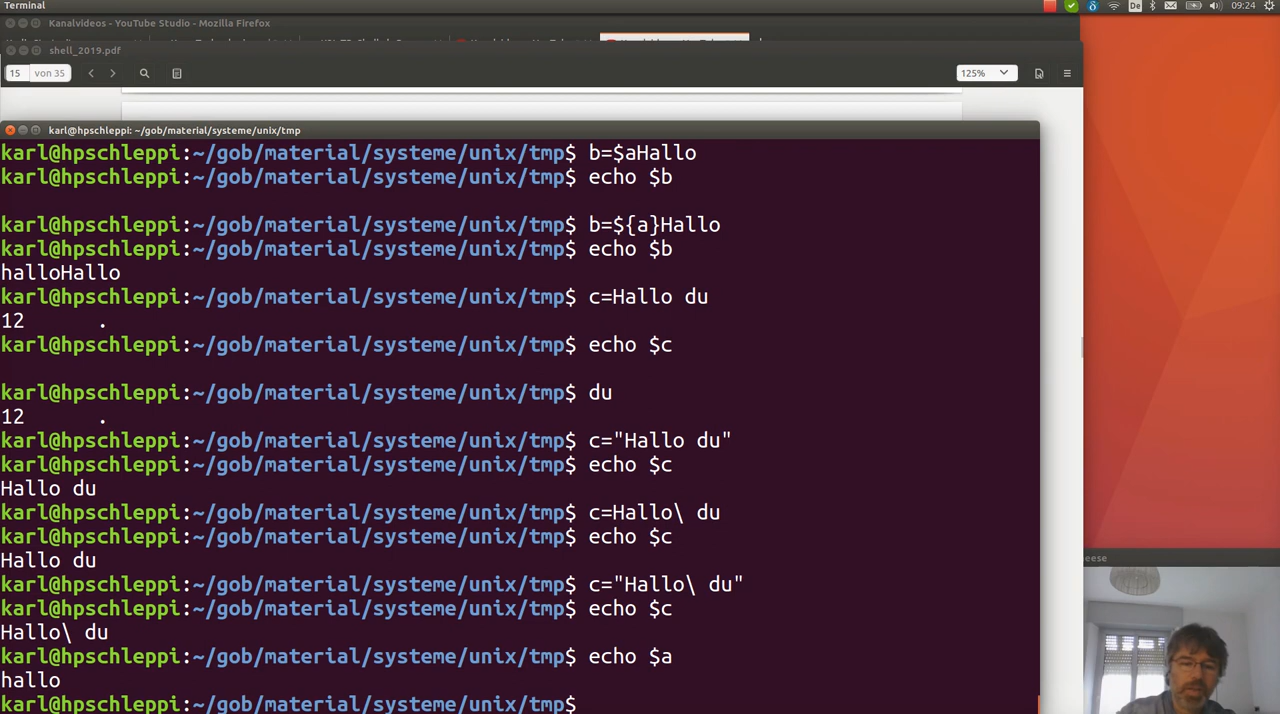 Terminal
De
09:24
Kanalvideos - YouTube Studio - Mozilla Firefox
shell_2019.pdf
15 von 35
125%
karl@hpschleppi: ~/gob/material/systeme/unix/tmp
karl@hpschleppi:~/gob/material/systeme/unix/tmp$ b=$aHallo
karl@hpschleppi:~/gob/material/systeme/unix/tmp$ echo $b
karl@hpschleppi:~/gob/material/systeme/unix/tmp$ b=${a}Hallo
karl@hpschleppi:~/gob/material/systeme/unix/tmp$ echo $b
halloHallo
karl@hpschleppi:~/gob/material/systeme/unix/tmp$ c=Hallo du
12 .
karl@hpschleppi:~/gob/material/systeme/unix/tmp$ echo $c
karl@hpschleppi:~/gob/material/systeme/unix/tmp$ du
12 .
karl@hpschleppi:~/gob/material/systeme/unix/tmp$ c="Hallo du"
karl@hpschleppi:~/gob/material/systeme/unix/tmp$ echo $c
Hallo du
karl@hpschleppi:~/gob/material/systeme/unix/tmp$ c=Hallo\ du
karl@hpschleppi:~/gob/material/systeme/unix/tmp$ echo $c
Hallo du
karl@hpschleppi:~/gob/material/systeme/unix/tmp$ c="Hallo\ du"
karl@hpschleppi:~/gob/material/systeme/unix/tmp$ echo $c
Hallo\ du
karl@hpschleppi:~/gob/material/systeme/unix/tmp$ echo $a
hallo
karl@hpschleppi:~/gob/material/systeme/unix/tmp$
eese